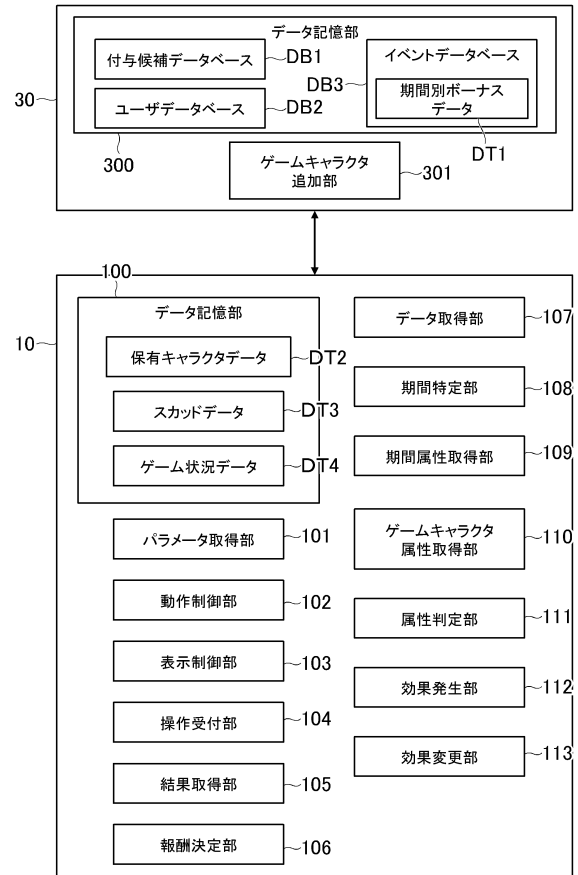 データ記憶部
付与候補データベース
DB1
イベントデータベース
DB3
30
期間別ボーナス
データ
ユーザデータベース
DB2
DT1
300
ゲームキャラクタ
追加部
301
100
データ記憶部
10
保有キャラクタデータ
DT2
スカッドデータ
DT3
ゲーム状況データ
DT4
パラメータ取得部
101
動作制御部
102
表示制御部
103
操作受付部
104
結果取得部
105
報酬決定部
106
データ取得部
107
期間特定部
108
期間属性取得部
109
ゲームキャラクタ
属性取得部
110
属性判定部
111
効果発生部
112
効果変更部
113